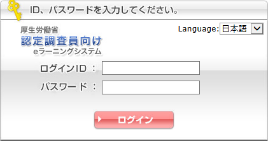 ID、パスワードを入力してください。
Language: 日本語
厚生労働省
認定調査員向け
eラーニングシステム
ログインID：
パスワード：
ログイン